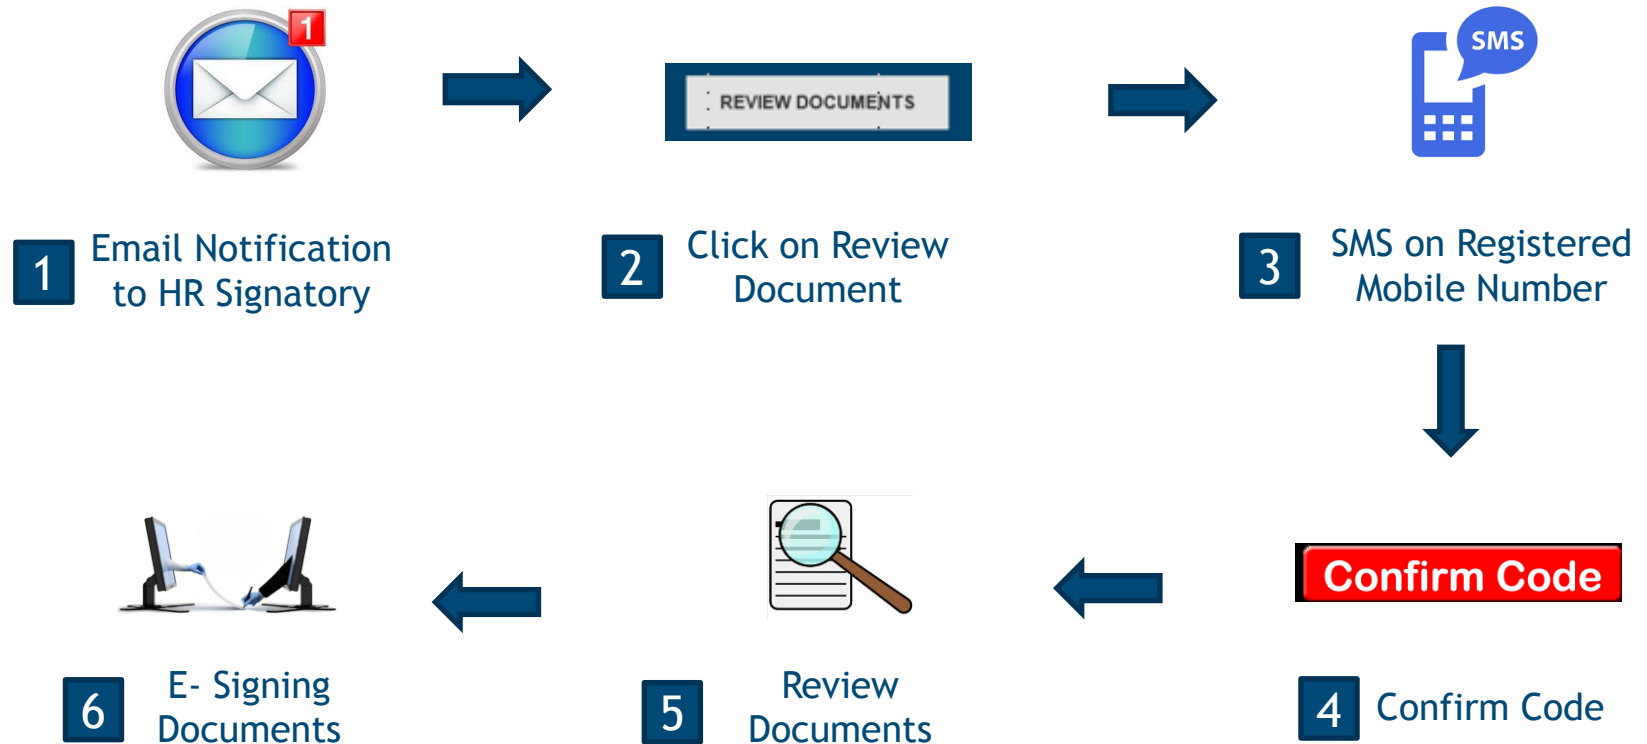 1
REVIEW DOCUMENTS
SMS
1
Email Notification
to HR Signatory
2
Click on Review
Document
3
SMS on Registered
Mobile Number
Confirm Code
6
E- Signing
Documents
5
Review
Documents
4
Confirm Code